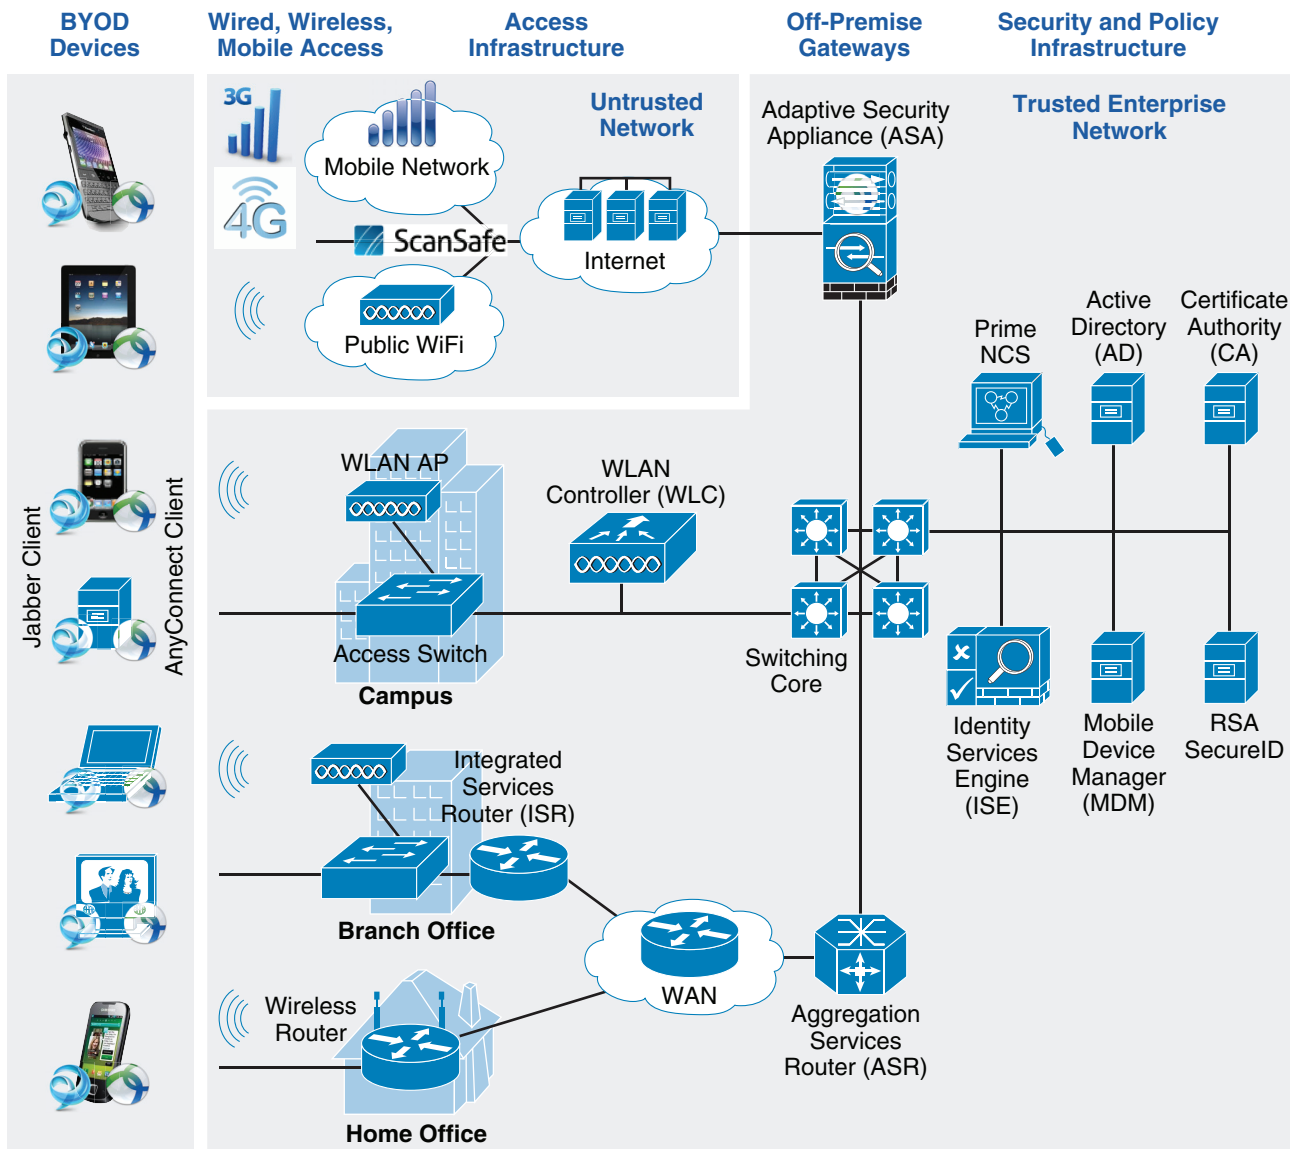 BYOD
Devices
Wired, Wireless,
Mobile Access
Access
Infrastructure
Off-Premise
Gateways
Security and Policy
Infrastructure
3G
4G
Mobile Network
Untrusted
Network
ScanSafe
Internet
Public WiFi
Adaptive Security
Appliance (ASA)
Trusted Enterprise
Network
Prime
NCS
Active
Directory
(AD)
Certificate
Authority
(CA)
Jabber Client
AnyConnect Client
WLAN AP
WLAN
Controller (WLC)
Access Switch
Campus
Switching
Core
Identity
Services
Engine
(ISE)
Mobile
Device
Manager
(MDM)
RSA
SecureID
Integrated
Services
Router (ISR)
Branch Office
WAN
Wireless
Router
Home Office
Aggregation
Services
Router (ASR)